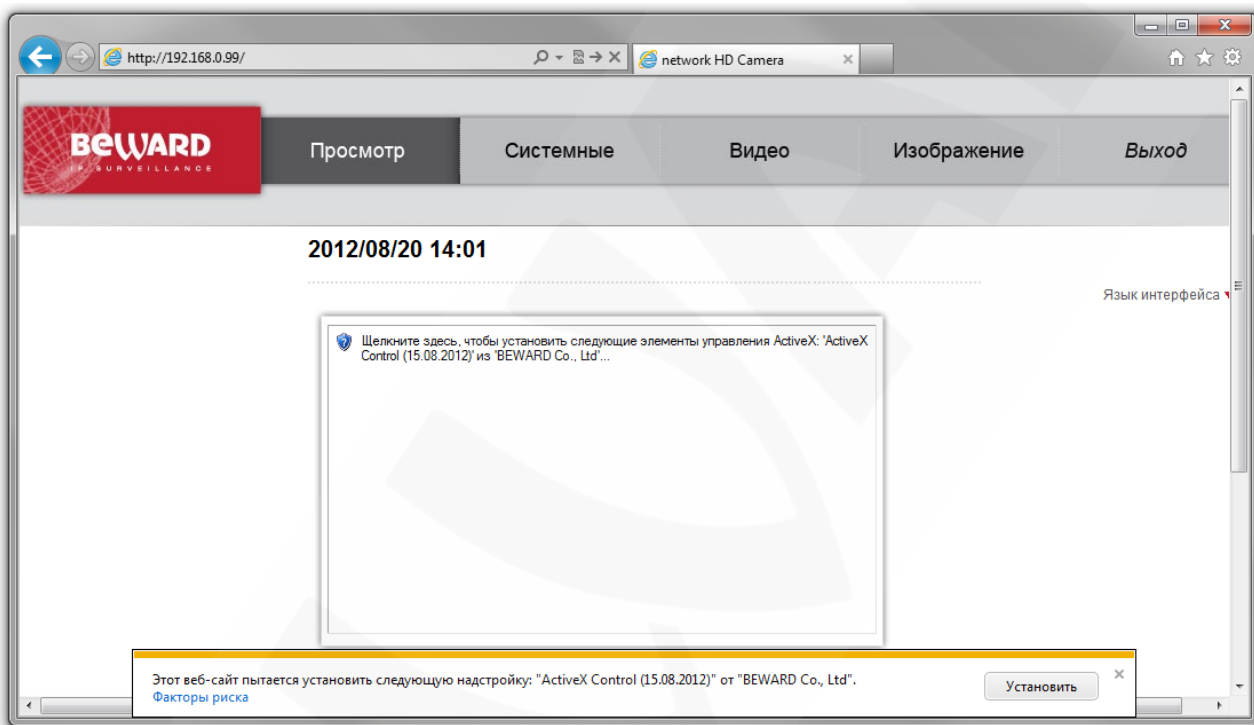 http://192.168.0.99/
network HD Camera
BEWARD
IP SURVEILLANCE
Просмотр
Системные
Видео
Изображение
Выход
2012/08/20 14:01
Язык интерфейса
Щелкните здесь, чтобы установить следующие элементы управления ActiveX: 'ActiveX
Control (15.08.2012)' из 'BEWARD Co., Ltd'...
Этот веб-сайт пытается установить следующую надстройку: "ActiveX Control (15.08.2012)" от "BEWARD Co., Ltd".
Факторы риска
Установить